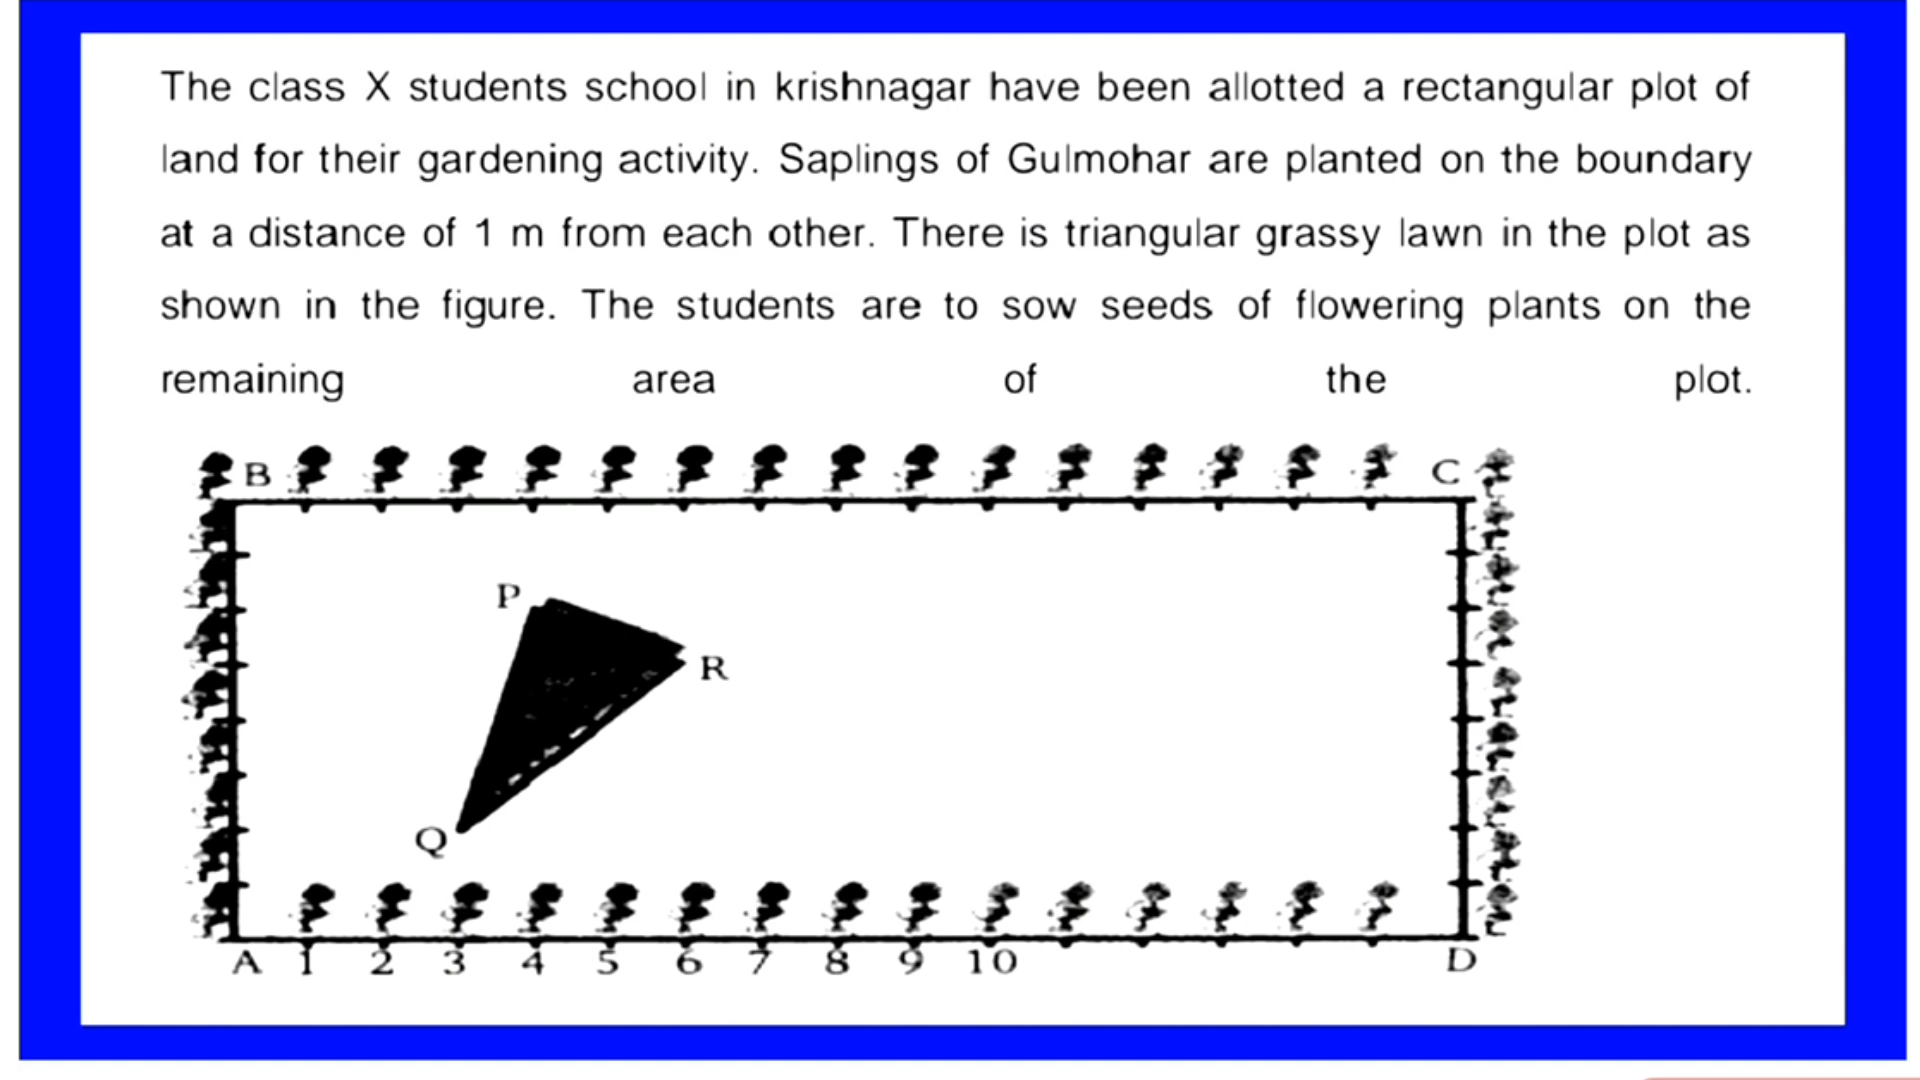 The class X students school in krishnagar have been allotted a rectangular plot of
land for their gardening activity. Saplings of Gulmohar are planted on the boundary
at a distance of 1 m from each other. There is triangular grassy lawn in the plot as
shown in the figure. The students are to sow seeds of flowering plants on the
remaining area of the plot.
B C
P
R
Q
A 1 2 3 4 5 6 7 8 9 10 D